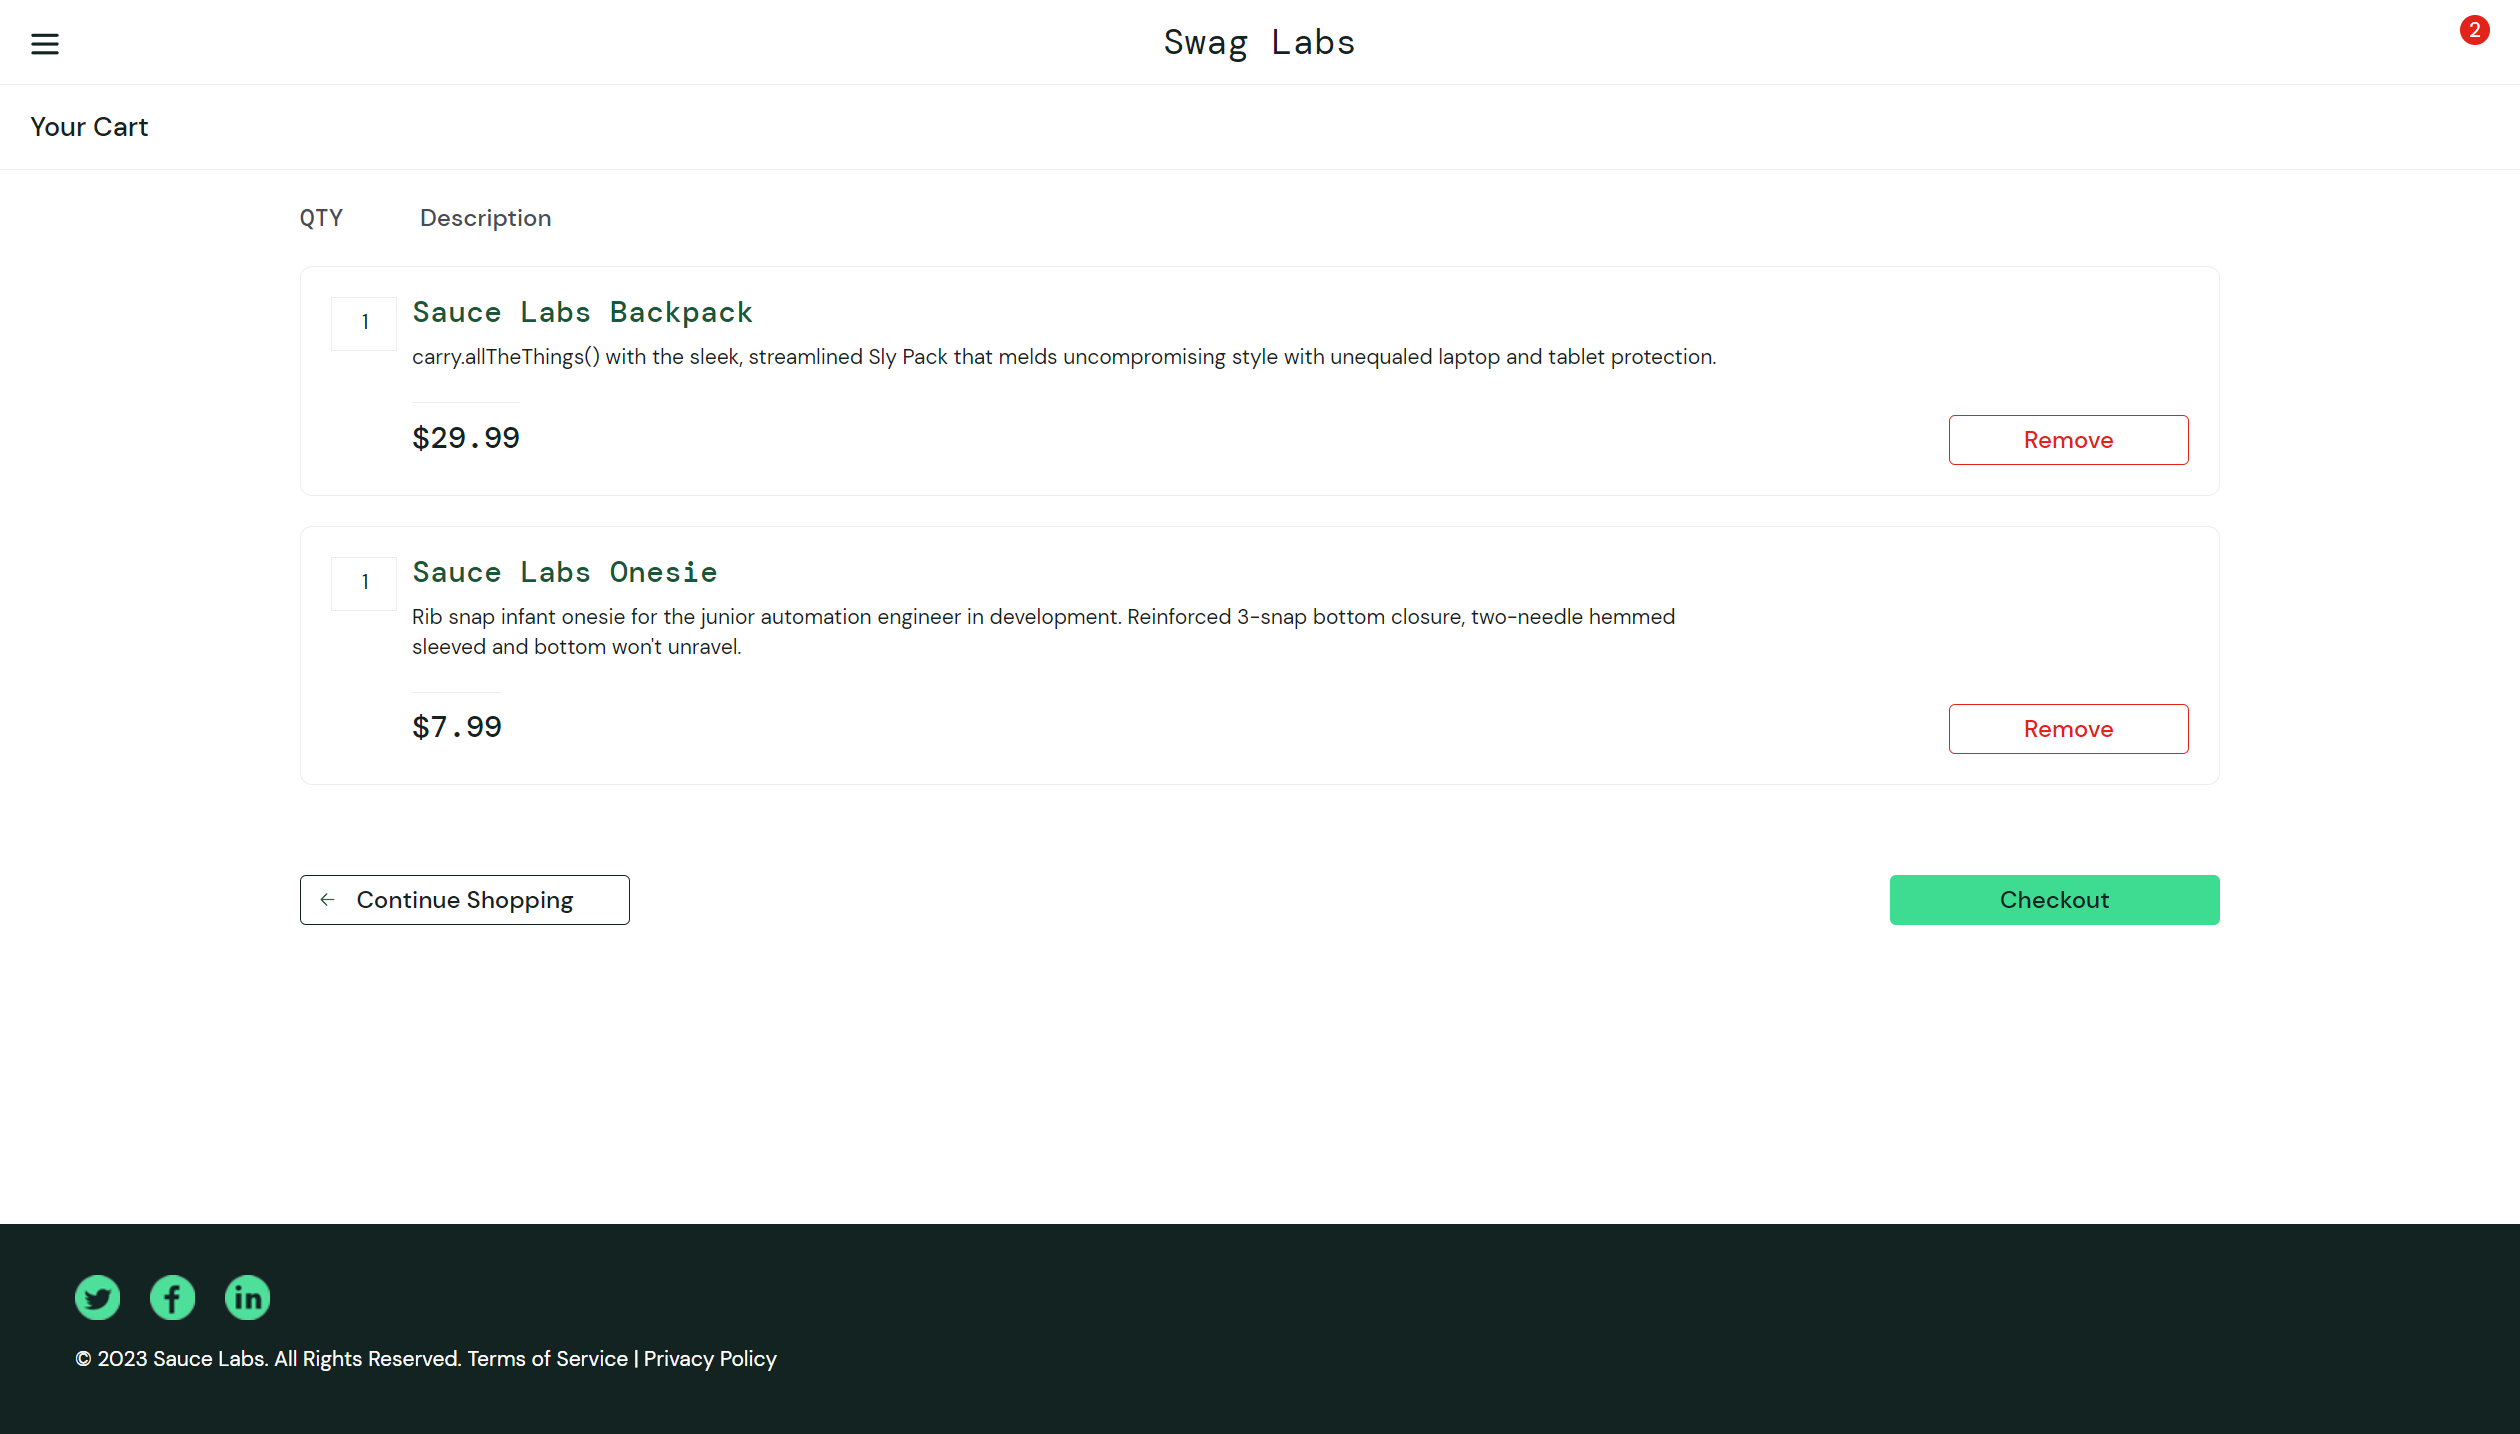 Swag Labs
2
Your Cart
QTY Description
1
Sauce Labs Backpack
carry.allTheThings() with the sleek, streamlined Sly Pack that melds uncompromising style with unequaled laptop and tablet protection.
$29.99
Remove
1
Sauce Labs Onesie
Rib snap infant onesie for the junior automation engineer in development. Reinforced 3-snap bottom closure, two-needle hemmed
sleeved and bottom won't unravel.
$7.99
Remove
Continue Shopping
Checkout
© 2023 Sauce Labs. All Rights Reserved. Terms of Service | Privacy Policy